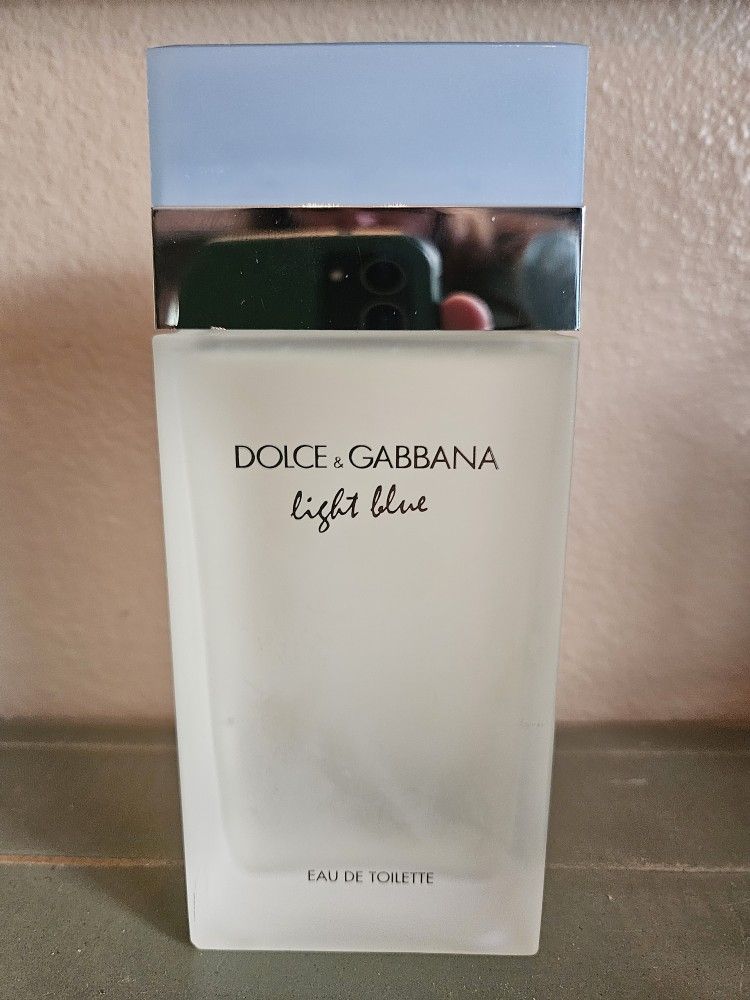 DOLCE & GABBANA
light blue
EAU DE TOILETTE